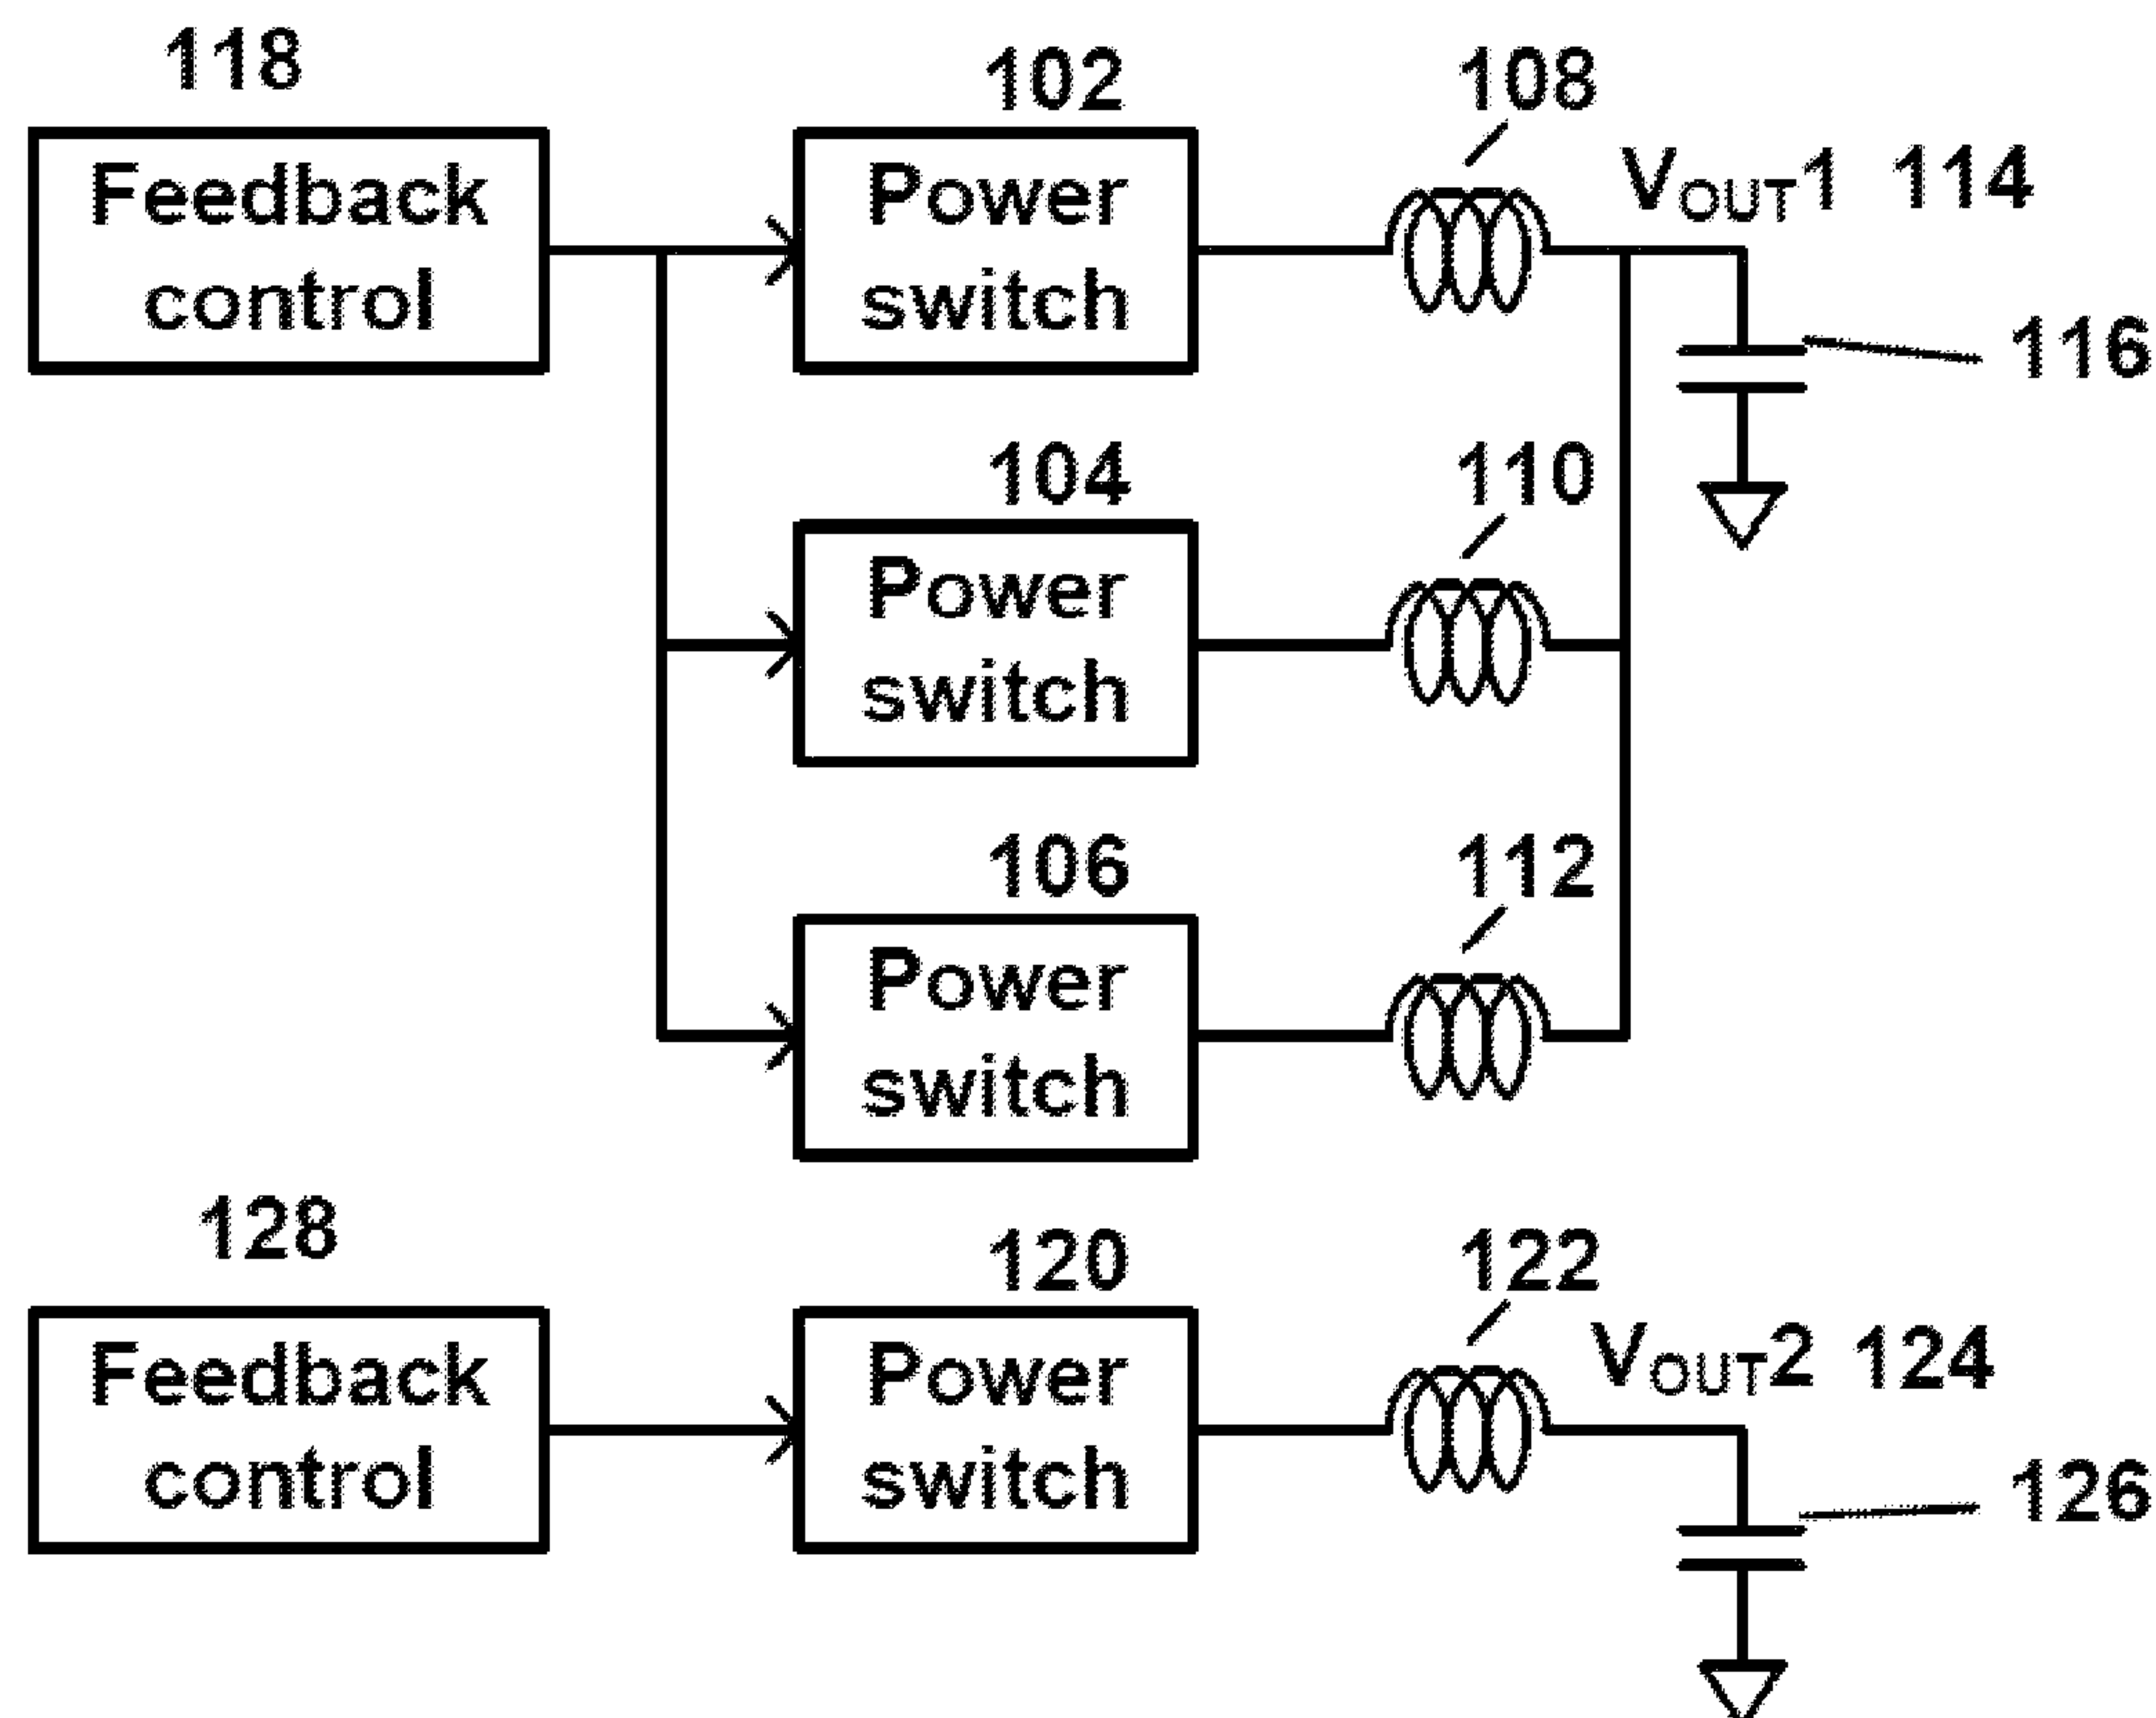 118
102
108
Feedback
control
Power
switch
VOUT1 114
116
104
110
Power
switch
106
112
Power
switch
128
120
122
Feedback
control
Power
switch
VOUT2 124
126